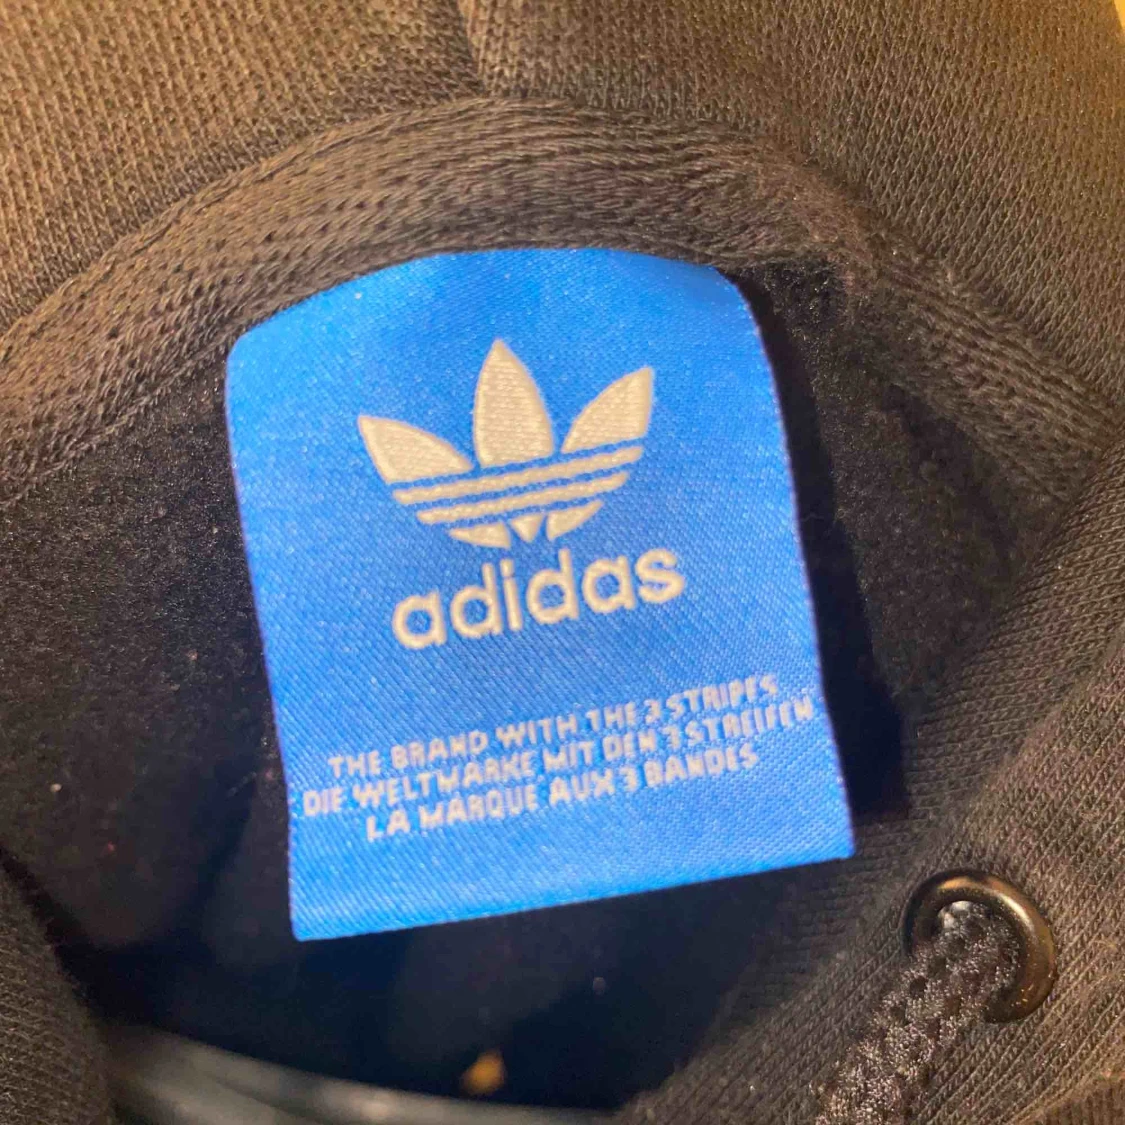 adidas
THE BRAND WITH THE 3 STRIPES
DIE WELTMARKE MIT DEN 3 STREIFEN
LA MARQUE AUX 3 BANDES